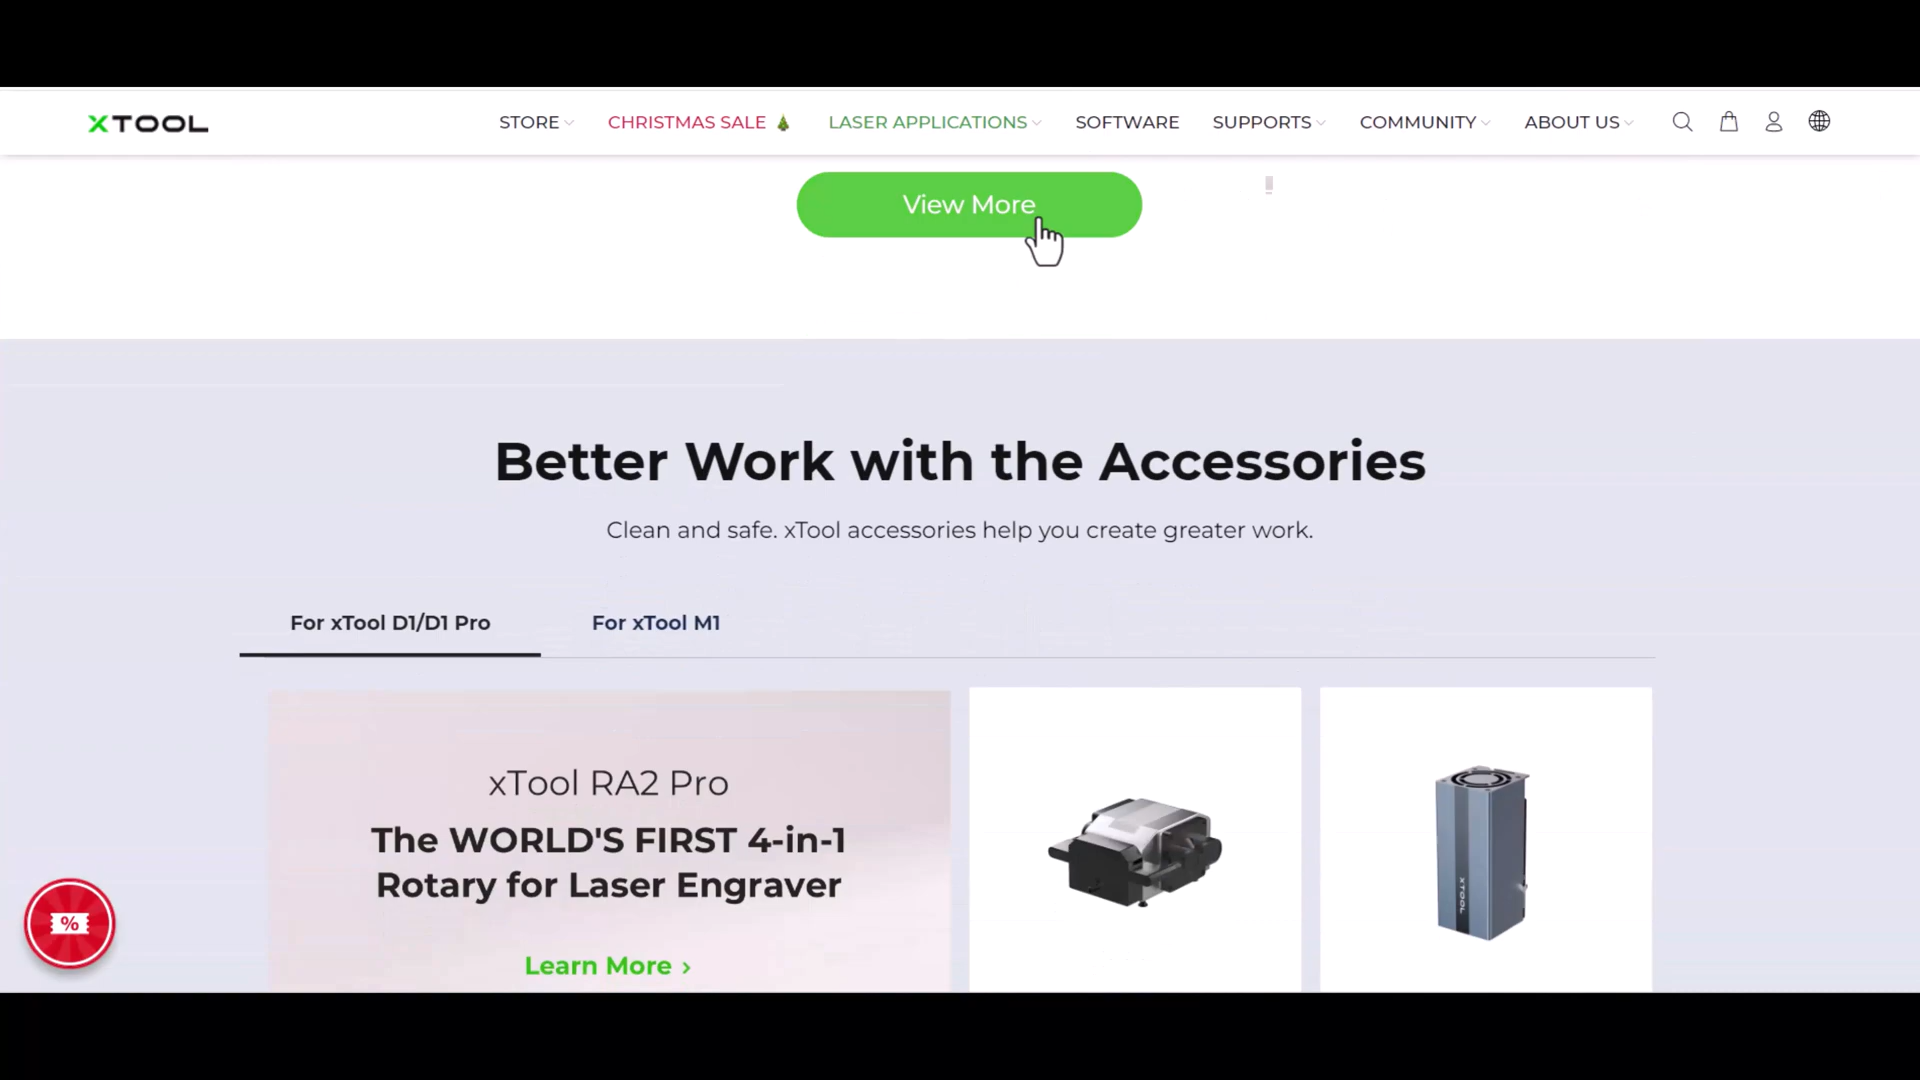 XTOOL
STORE
CHRISTMAS SALE
LASER APPLICATIONS
SOFTWARE
SUPPORTS
COMMUNITY
ABOUT US
View More
Better Work with the Accessories
Clean and safe. xTool accessories help you create greater work.
For xTool D1/D1 Pro
For xTool M1
xTool RA2 Pro
The WORLD'S FIRST 4-in-1
Rotary for Laser Engraver
Learn More >
%
XTOOL